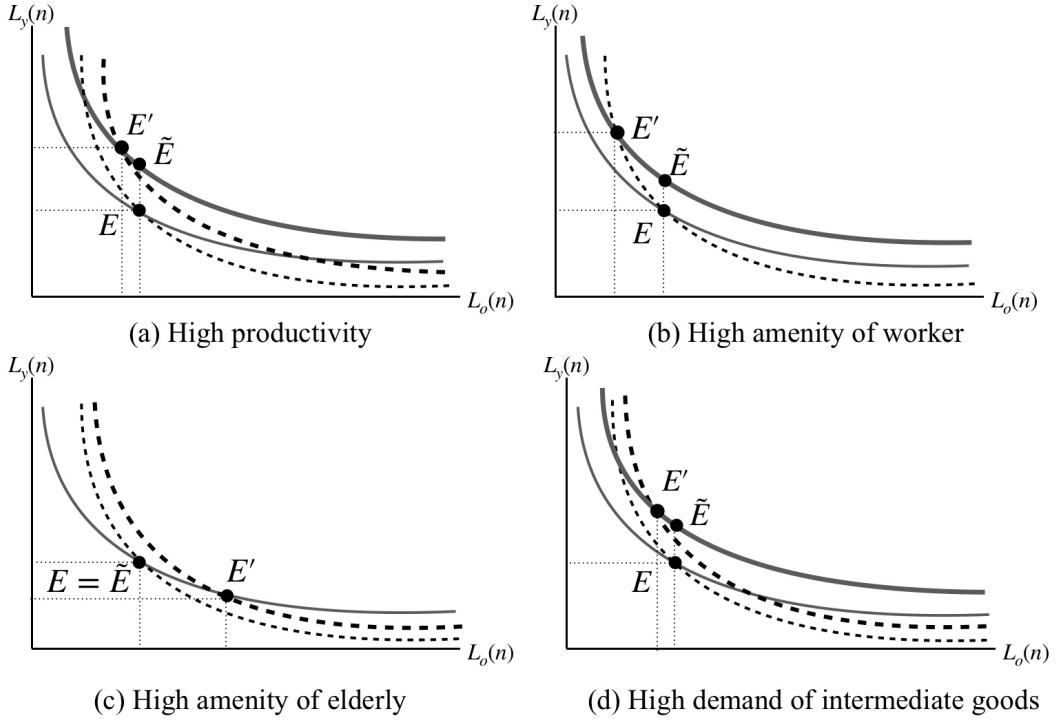 L_y(n)
E′
Ẽ
E
L_o(n)
(a) High productivity
L_y(n)
E′
Ẽ
E
L_o(n)
(b) High amenity of worker
L_y(n)
E = Ẽ
E′
L_o(n)
(c) High amenity of elderly
L_y(n)
E′
Ẽ
E
L_o(n)
(d) High demand of intermediate goods